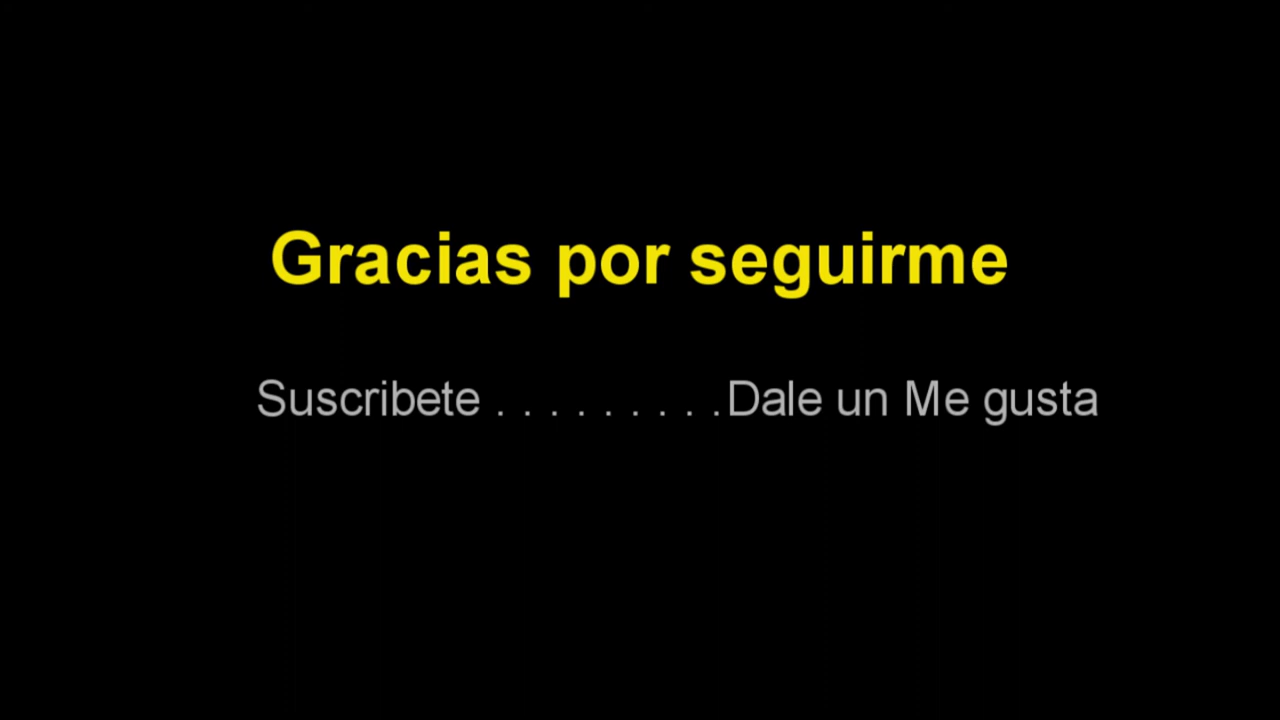 Gracias por seguirme
Suscribete . . . . . . . . .Dale un Me gusta